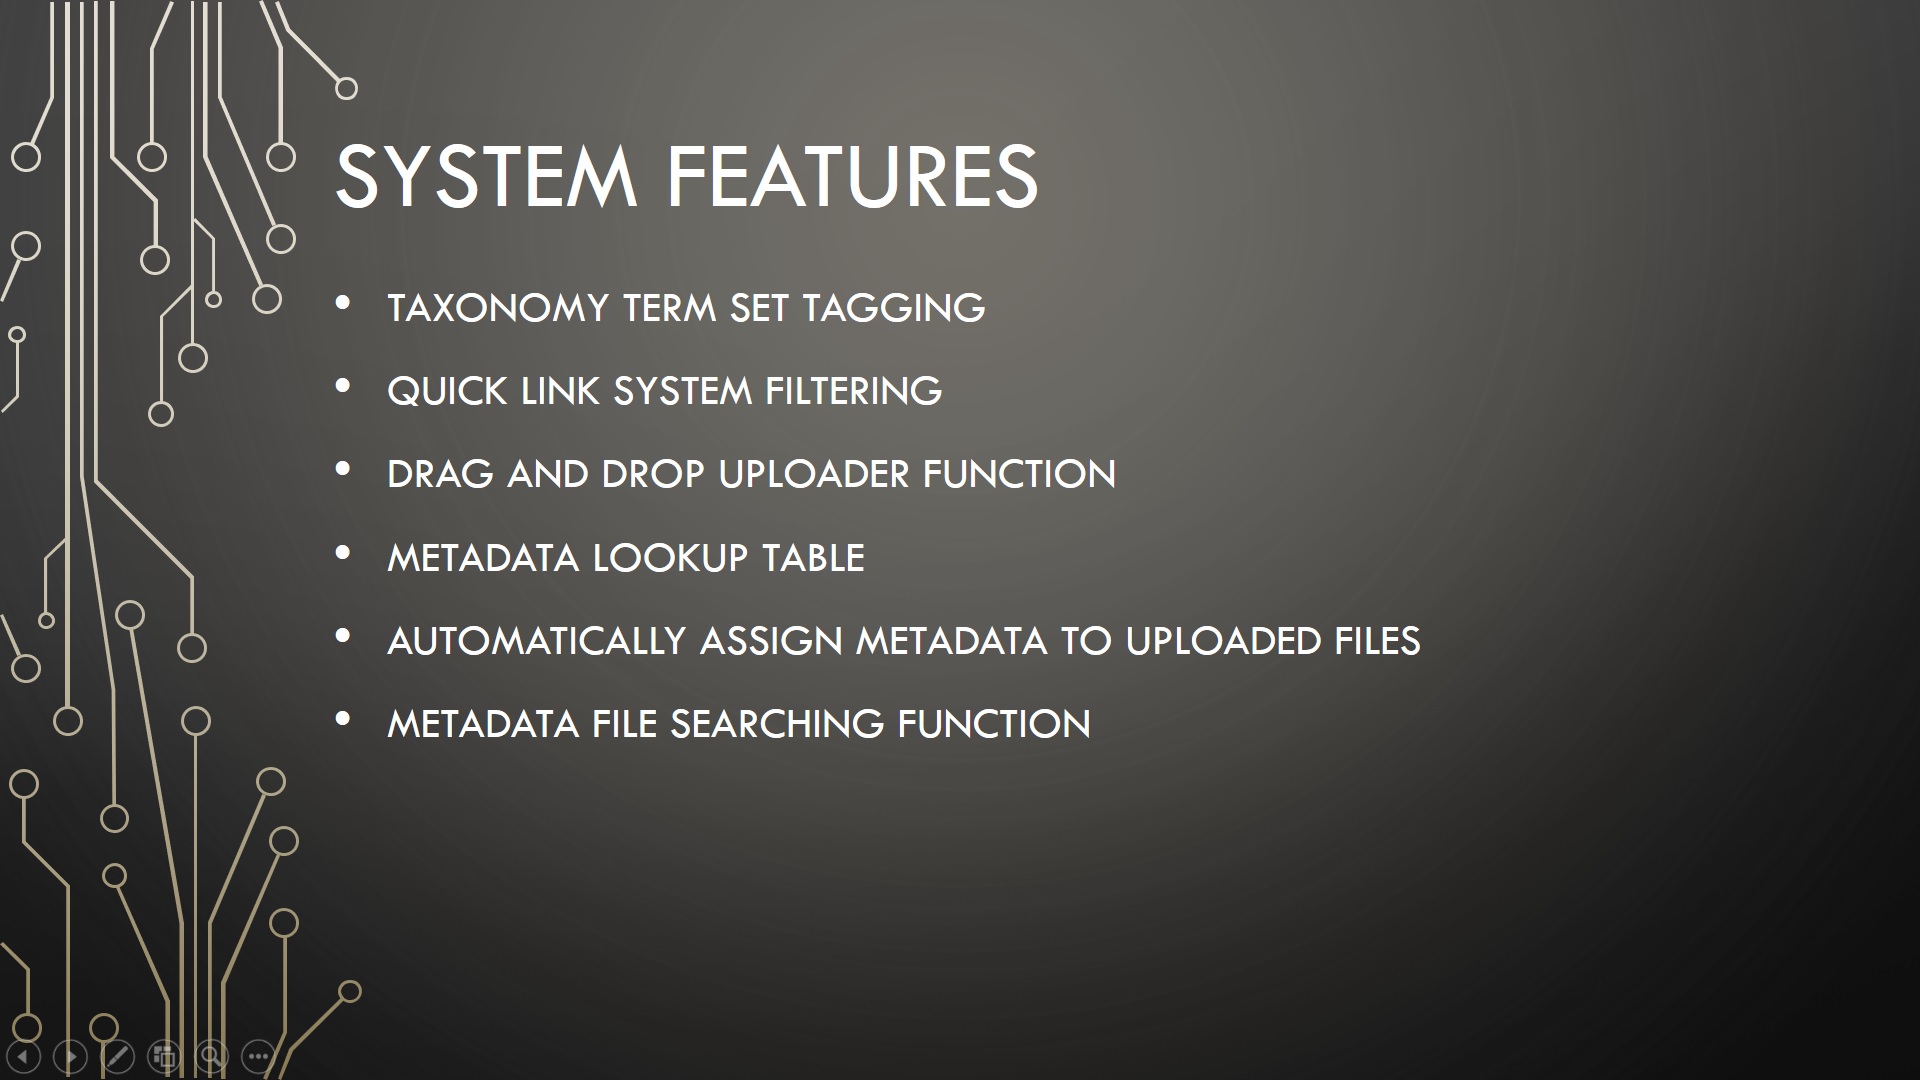 SYSTEM FEATURES
• TAXONOMY TERM SET TAGGING
• QUICK LINK SYSTEM FILTERING
• DRAG AND DROP UPLOADER FUNCTION
• METADATA LOOKUP TABLE
• AUTOMATICALLY ASSIGN METADATA TO UPLOADED FILES
• METADATA FILE SEARCHING FUNCTION